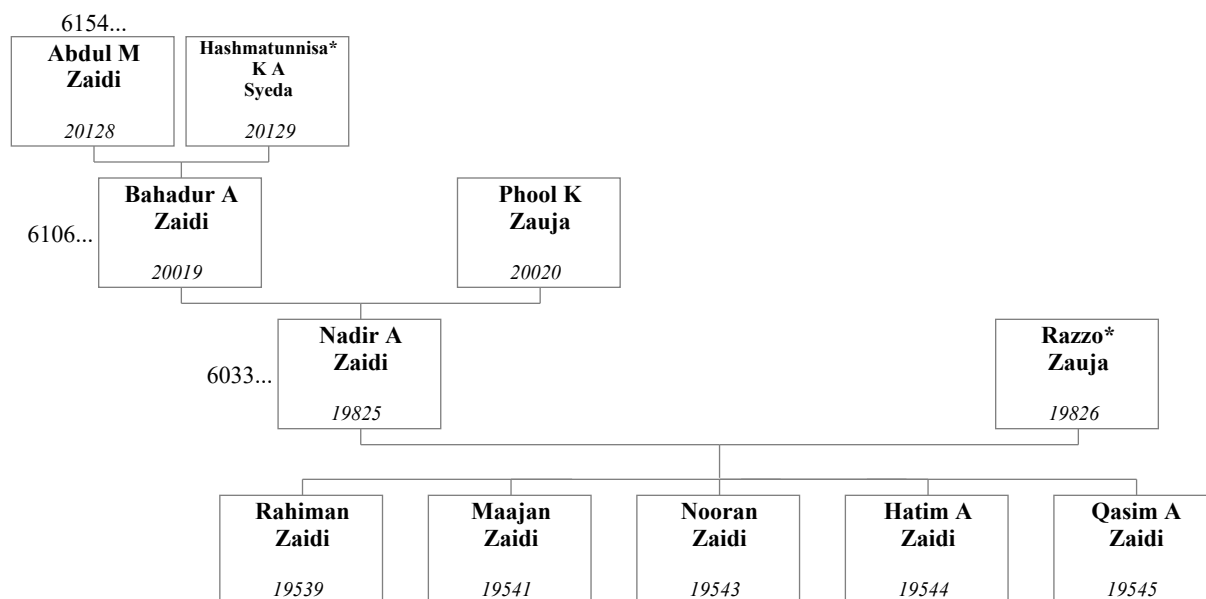 6154...
Abdul M
Zaidi
20128
Hashmatunnisa*
K A
Syeda
20129
6106...
Bahadur A
Zaidi
20019
Phool K
Zauja
20020
6033...
Nadir A
Zaidi
19825
Razzo*
Zauja
19826
Rahiman
Zaidi
19539
Maajan
Zaidi
19541
Nooran
Zaidi
19543
Hatim A
Zaidi
19544
Qasim A
Zaidi
19545